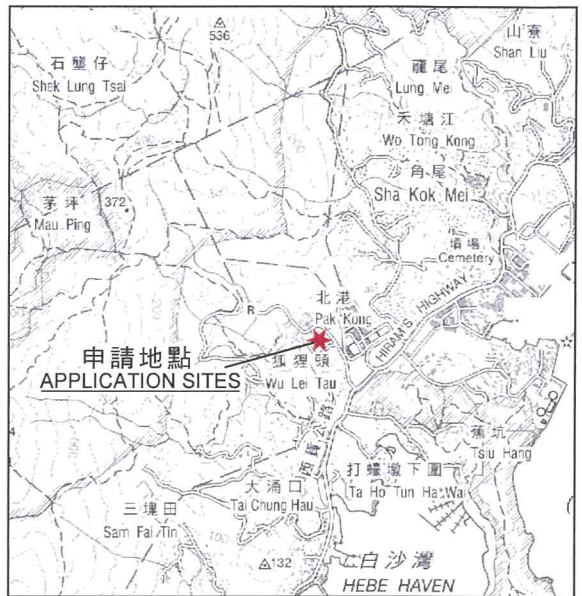 536
石壟仔
Shek Lung Tsai
山寮
Shan Liu
龍尾
Lung Mei
禾塘江
Wo Tong Kong
沙角尾
Sha Kok Mei
茅坪
Mau Ping
372
墳場
Cemetery
北港
Pak Kong
R
HIRAM'S HIGHWAY
申請地點
APPLICATION SITES
狐狸頭
Wu Lei Tau
西貢公路
蕉坑
Tsiu Hang
打蠔墩下圍
Ta Ho Tun Ha Wai
大涌口
Tai Chung Hau
三塊田
Sam Fai Tin
132
白沙灣
HEBE HAVEN